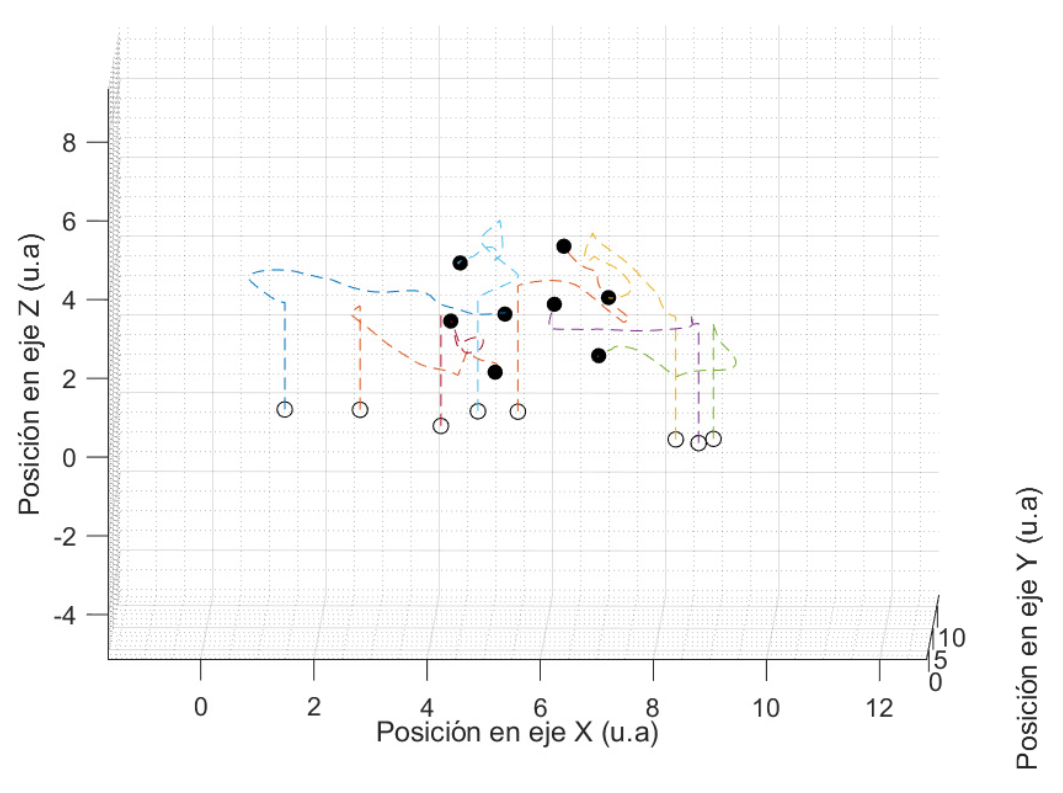 8
6
4
2
0
-2
-4
Posición en eje Z (u.a)
0 2 4 6 8 10 12
Posición en eje X (u.a)
10
5
0
Posición en eje Y (u.a)